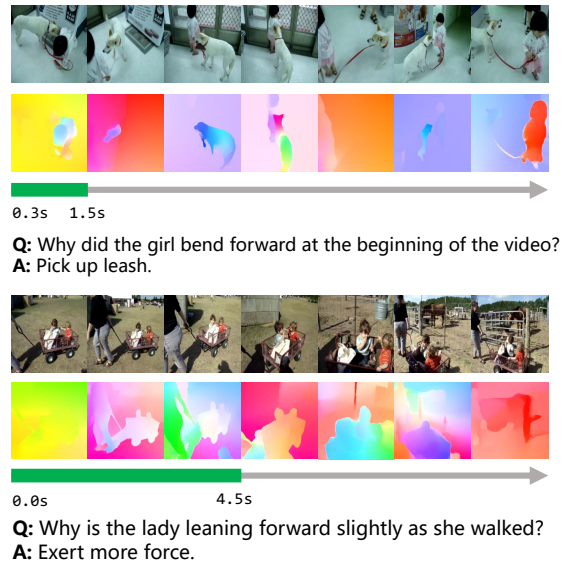 0.3s 1.5s
Q: Why did the girl bend forward at the beginning of the video?
A: Pick up leash.
0.0s 4.5s
Q: Why is the lady leaning forward slightly as she walked?
A: Exert more force.